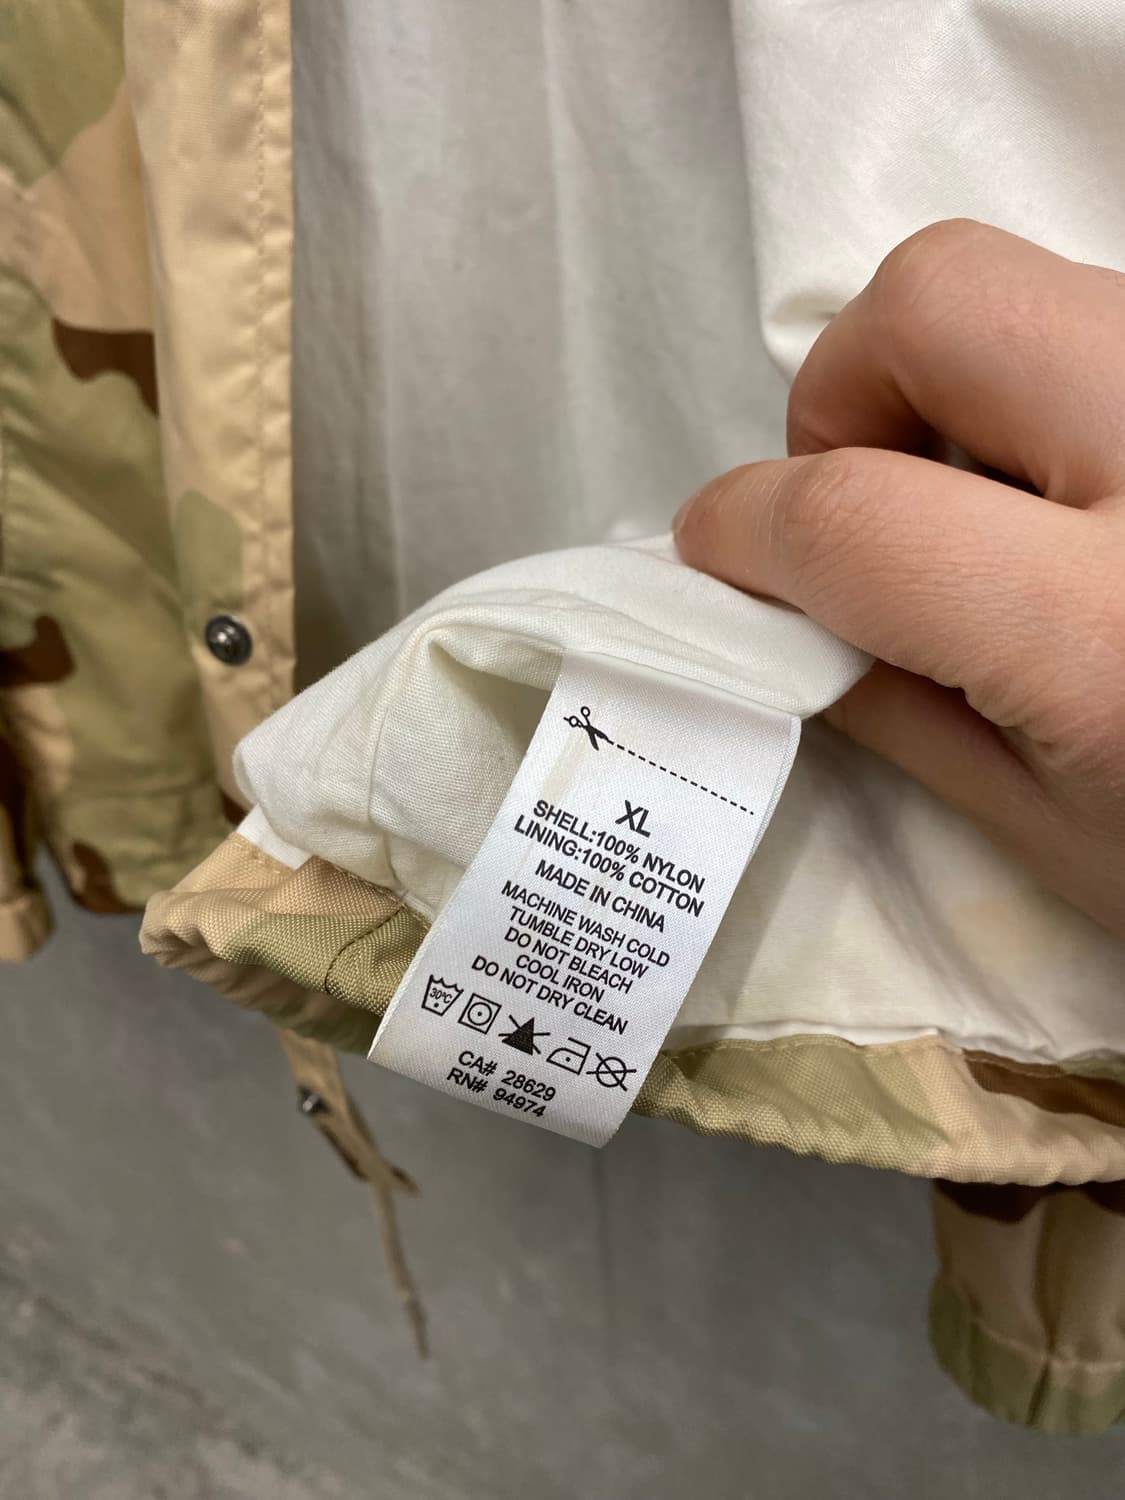 XL
SHELL:100% NYLON
LINING:100% COTTON
MADE IN CHINA
MACHINE WASH COLD
TUMBLE DRY LOW
DO NOT BLEACH
COOL IRON
DO NOT DRY CLEAN
30°C
CA# 28629
RN# 94974